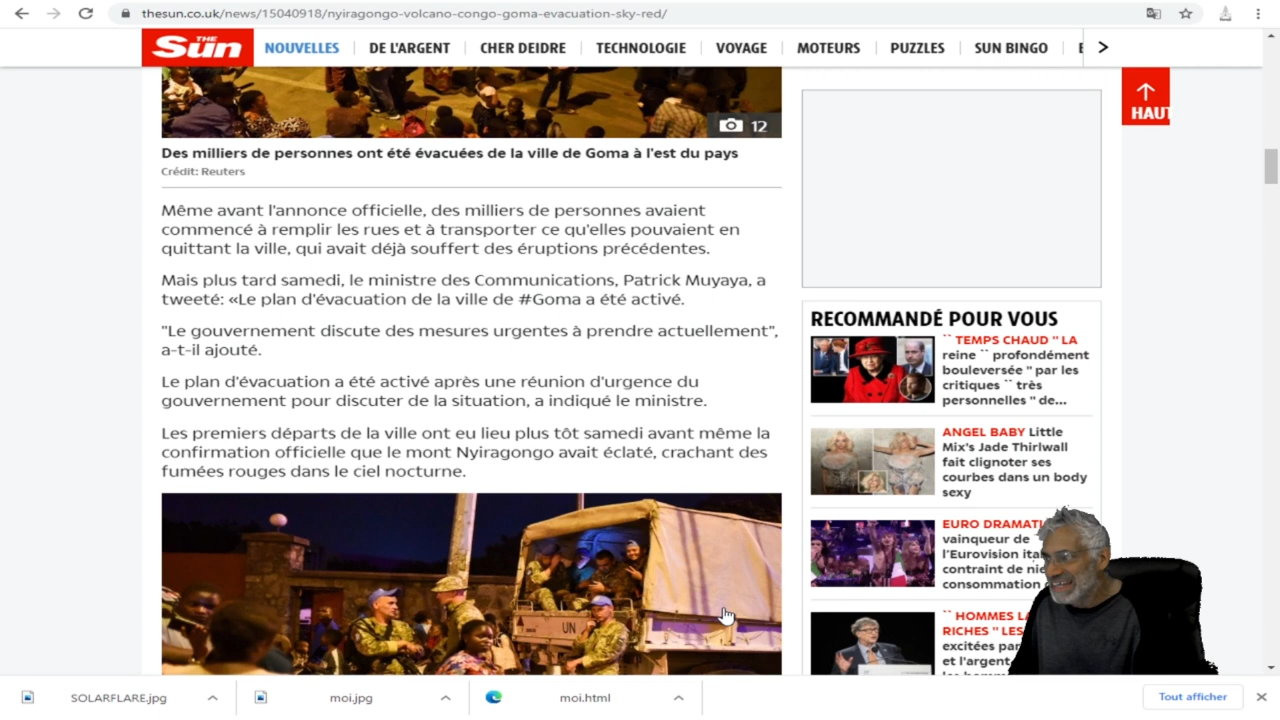 thesun.co.uk/news/15040918/nyiragongo-volcano-congo-goma-evacuation-sky-red/
THE Sun
NOUVELLES
DE L'ARGENT
CHER DEIDRE
TECHNOLOGIE
VOYAGE
MOTEURS
PUZZLES
SUN BINGO
HAUT
12
Des milliers de personnes ont été évacuées de la ville de Goma à l'est du pays
Crédit: Reuters
Même avant l'annonce officielle, des milliers de personnes avaient
commencé à remplir les rues et à transporter ce qu'elles pouvaient en
quittant la ville, qui avait déjà souffert des éruptions précédentes.
Mais plus tard samedi, le ministre des Communications, Patrick Muyaya, a
tweeté: «Le plan d'évacuation de la ville de #Goma a été activé.
"Le gouvernement discute des mesures urgentes à prendre actuellement",
a-t-il ajouté.
Le plan d'évacuation a été activé après une réunion d'urgence du
gouvernement pour discuter de la situation, a indiqué le ministre.
Les premiers départs de la ville ont eu lieu plus tôt samedi avant même la
confirmation officielle que le mont Nyiragongo avait éclaté, crachant des
fumées rouges dans le ciel nocturne.
UN
RECOMMANDÉ POUR VOUS
`` TEMPS CHAUD '' LA
reine `` profondément
bouleversée '' par les
critiques `` très
personnelles '' de...
ANGEL BABY Little
Mix's Jade Thirlwall
fait clignoter ses
courbes dans un body
sexy
EURO DRAMATI
vainqueur de
l'Eurovision ita
contraint de nie
consommation
`` HOMMES LA
RICHES '' LES
excitées par
et l'argent
SOLARFLARE.jpg
moi.jpg
moi.html
Tout afficher